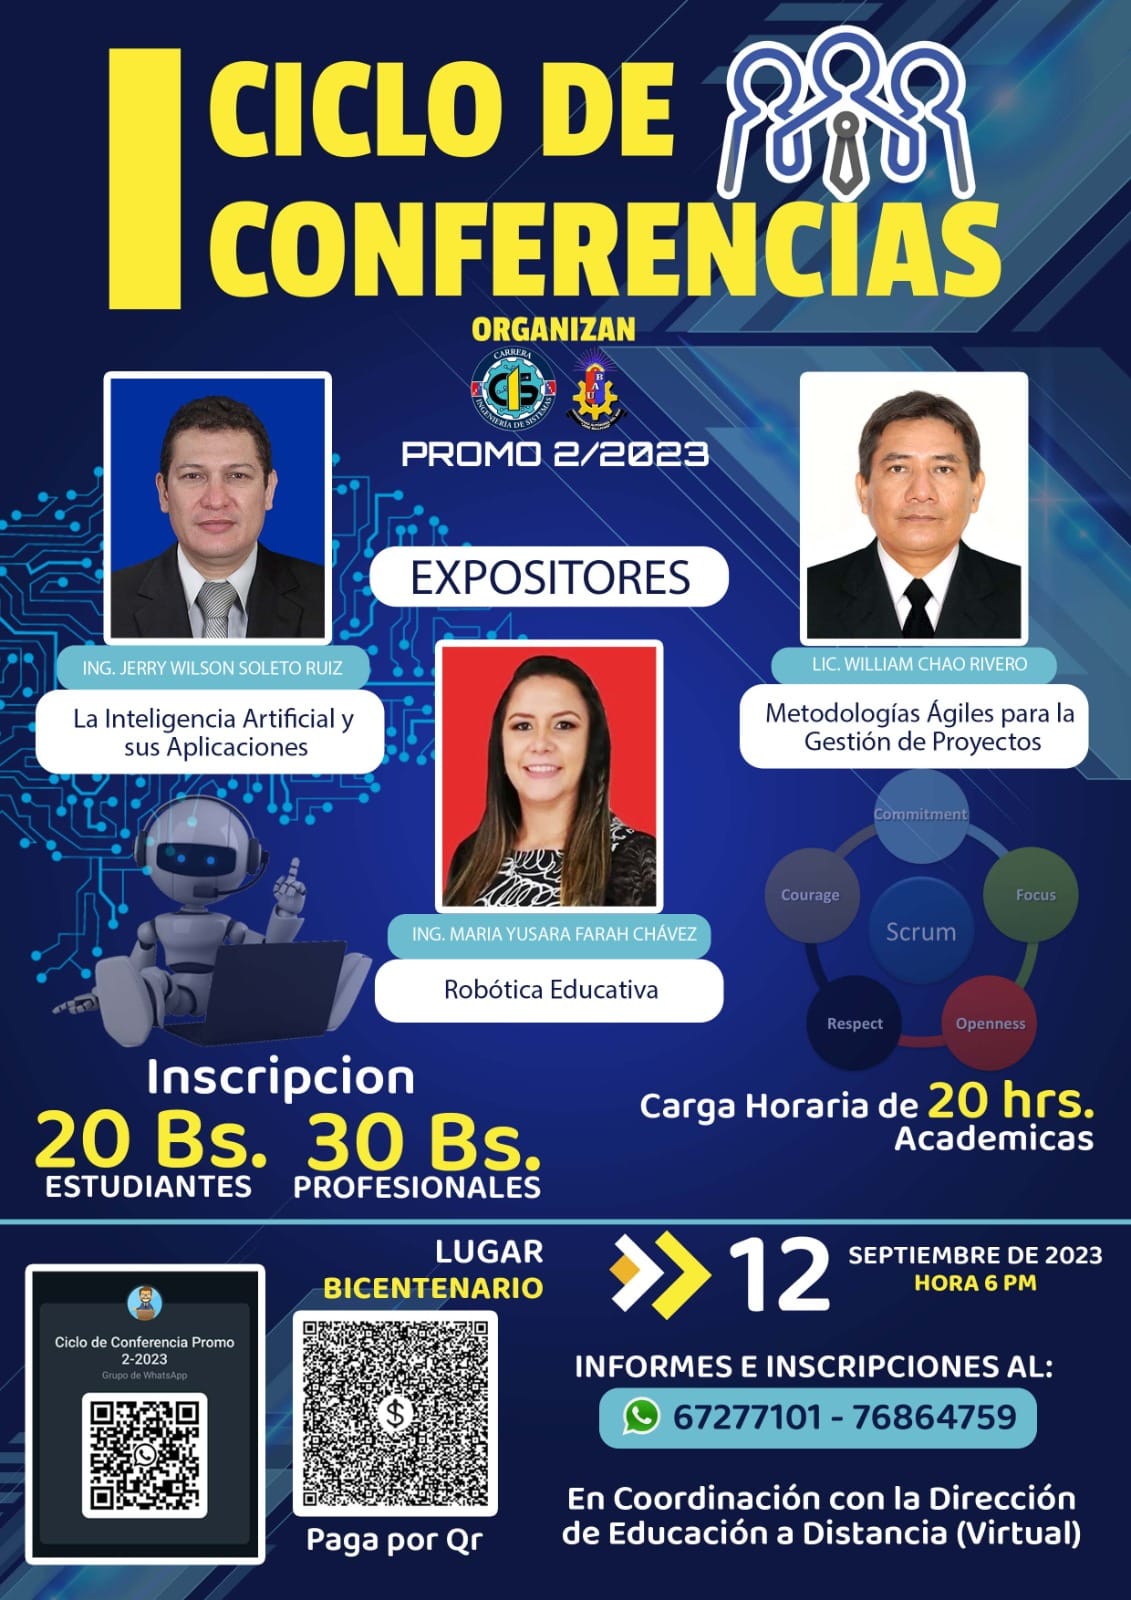 I CICLO DE
CONFERENCIAS
ORGANIZAN
CARRERA
INGENIERÍA DE SISTEMAS
PROMO 2/2023
EXPOSITORES
ING. JERRY WILSON SOLETO RUIZ
La Inteligencia Artificial y
sus Aplicaciones
LIC. WILLIAM CHAO RIVERO
Metodologías Ágiles para la
Gestión de Proyectos
ING. MARIA YUSARA FARAH CHÁVEZ
Robótica Educativa
Commitment
Courage
Focus
Scrum
Respect
Openness
Inscripcion
20 Bs.
ESTUDIANTES
30 Bs.
PROFESIONALES
Carga Horaria de 20 hrs.
Academicas
LUGAR
BICENTENARIO
12
SEPTIEMBRE DE 2023
HORA 6 PM
Ciclo de Conferencia Promo
2-2023
Grupo de WhatsApp
$
Paga por Qr
INFORMES E INSCRIPCIONES AL:
67277101 - 76864759
En Coordinación con la Dirección
de Educación a Distancia (Virtual)